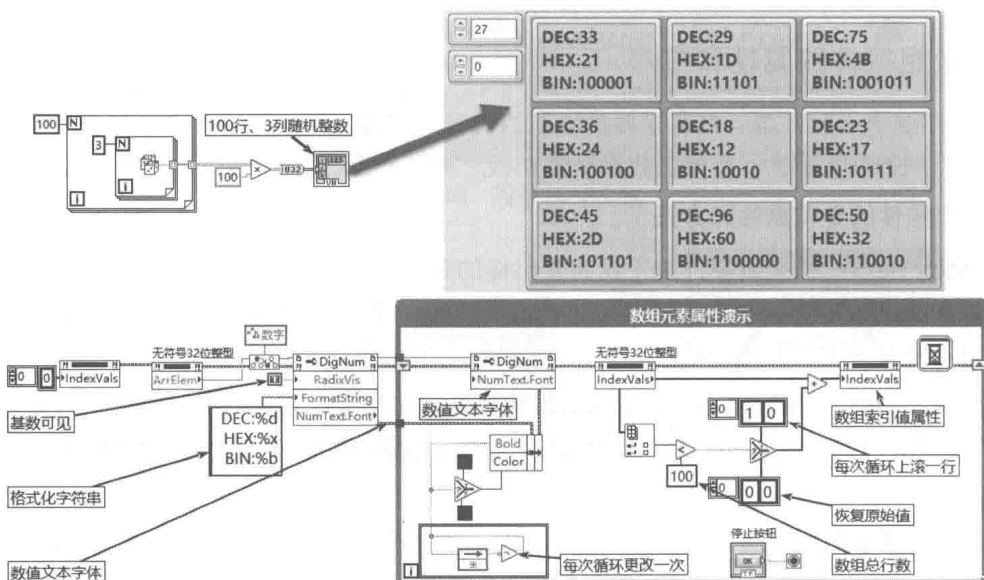 27
0
DEC:33
HEX:21
BIN:100001
DEC:29
HEX:1D
BIN:11101
DEC:75
HEX:4B
BIN:1001011
DEC:36
HEX:24
BIN:100100
DEC:18
HEX:12
BIN:10010
DEC:23
HEX:17
BIN:10111
DEC:45
HEX:2D
BIN:101101
DEC:96
HEX:60
BIN:1100000
DEC:50
HEX:32
BIN:110010
100 N
3 N
i
i
100
U32
100行、3列随机整数
数组元素属性演示
0 0
IndexVals
无符号32位整型
ArrElem
数字
DigNum
RadixVis
FormatString
NumText.Font
基数可见
DEC:%d
HEX:%x
BIN:%b
格式化字符串
数值文本字体
DigNum
NumText.Font
数值文本字体
Bold
Color
每次循环更改一次
i
无符号32位整型
IndexVals
100
0 1 0
0 0 0
IndexVals
数组索引值属性
每次循环上滚一行
恢复原始值
数组总行数
停止按钮
OK
TF